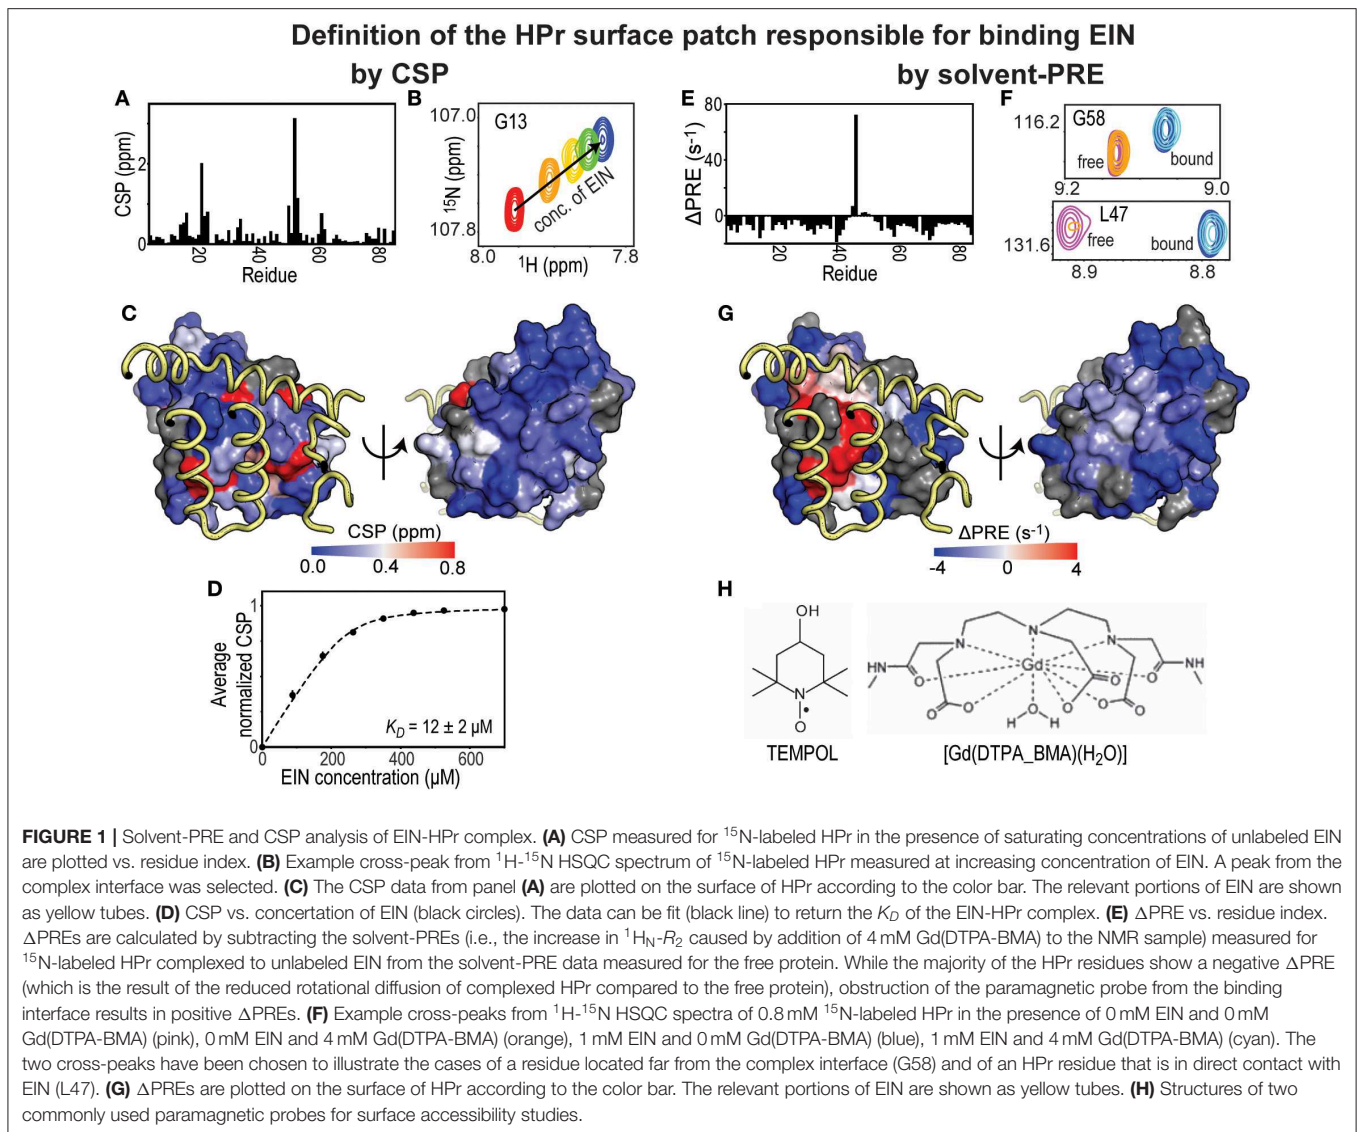 Definition of the HPr surface patch responsible for binding EIN
by CSP
by solvent-PRE
A
CSP (ppm)
2
0
20
40
60
80
Reidue
B
G13
107.0
107.8
15N (ppm)
conc. of EIN
8.0
7.8
1H (ppm)
E
ΔPRE (s-1)
80
40
0
20
40
60
80
Residue
F
G58
116.2
free
bound
9.2
9.0
L47
131.6
free
bound
8.9
8.8
C
CSP (ppm)
0.0
0.4
0.8
G
ΔPRE (s-1)
-4
0
4
D
Average
normalized CSP
1
0
KD = 12 ± 2 µM
0
200
400
600
EIN concentration (µM)
H
OH
N
O
TEMPOL
N
N
N
HN
NH
Gd
O
O
O
O
O
O
O
O
H
O
H
[Gd(DTPA_BMA)(H2O)]
FIGURE 1 | Solvent-PRE and CSP analysis of EIN-HPr complex. (A) CSP measured for 15N-labeled HPr in the presence of saturating concentrations of unlabeled EIN
are plotted vs. residue index. (B) Example cross-peak from 1H-15N HSQC spectrum of 15N-labeled HPr measured at increasing concentration of EIN. A peak from the
complex interface was selected. (C) The CSP data from panel (A) are plotted on the surface of HPr according to the color bar. The relevant portions of EIN are shown
as yellow tubes. (D) CSP vs. concertation of EIN (black circles). The data can be fit (black line) to return the KD of the EIN-HPr complex. (E) ΔPRE vs. residue index.
ΔPREs are calculated by subtracting the solvent-PREs (i.e., the increase in 1HN-R2 caused by addition of 4 mM Gd(DTPA-BMA) to the NMR sample) measured for
15N-labeled HPr complexed to unlabeled EIN from the solvent-PRE data measured for the free protein. While the majority of the HPr residues show a negative ΔPRE
(which is the result of the reduced rotational diffusion of complexed HPr compared to the free protein), obstruction of the paramagnetic probe from the binding
interface results in positive ΔPREs. (F) Example cross-peaks from 1H-15N HSQC spectra of 0.8 mM 15N-labeled HPr in the presence of 0 mM EIN and 0 mM
Gd(DTPA-BMA) (pink), 0 mM EIN and 4 mM Gd(DTPA-BMA) (orange), 1 mM EIN and 0 mM Gd(DTPA-BMA) (blue), 1 mM EIN and 4 mM Gd(DTPA-BMA) (cyan). The
two cross-peaks have been chosen to illustrate the cases of a residue located far from the complex interface (G58) and of an HPr residue that is in direct contact with
EIN (L47). (G) ΔPREs are plotted on the surface of HPr according to the color bar. The relevant portions of EIN are shown as yellow tubes. (H) Structures of two
commonly used paramagnetic probes for surface accessibility studies.